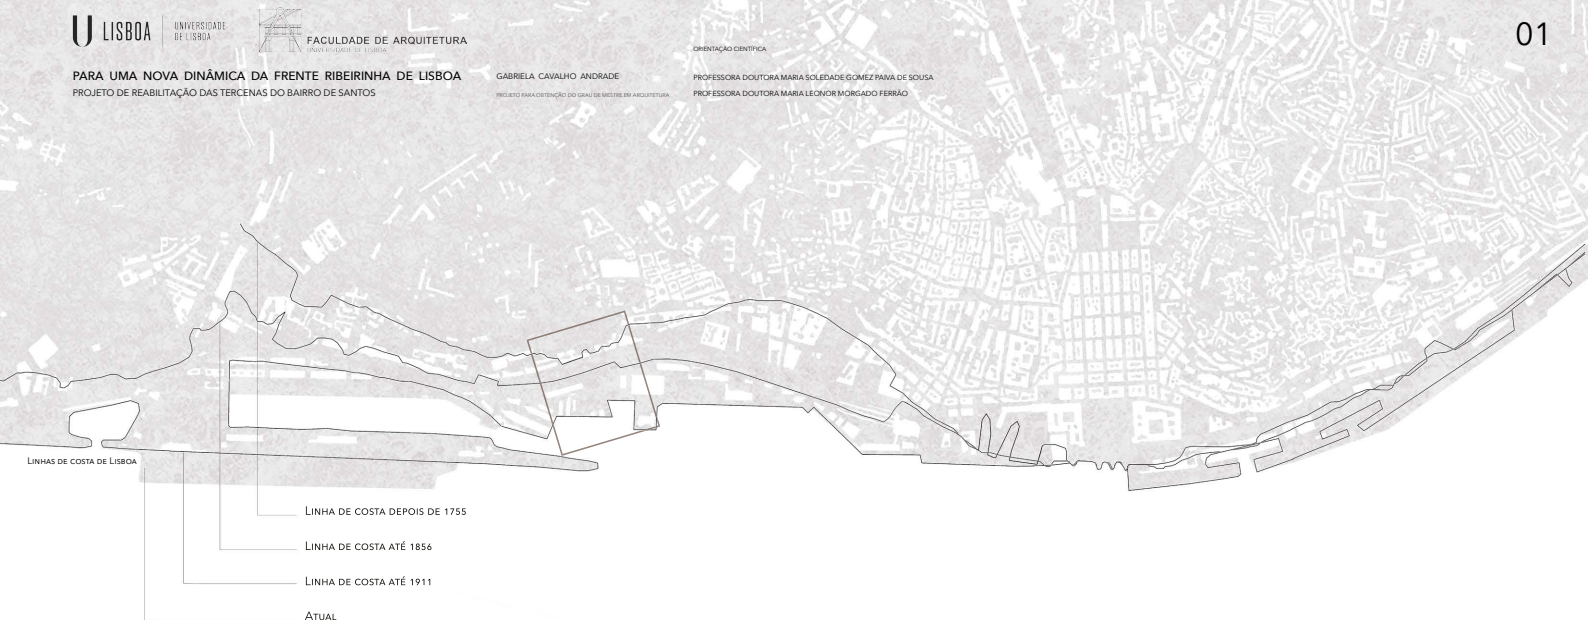 LISBOA
UNIVERSIDADE
DE LISBOA
FACULDADE DE ARQUITETURA
UNIVERSIDADE DE LISBOA
01
ORIENTAÇÃO CIENTÍFICA
PARA UMA NOVA DINÂMICA DA FRENTE RIBEIRINHA DE LISBOA
PROJETO DE REABILITAÇÃO DAS TERCENAS DO BAIRRO DE SANTOS
GABRIELA CAVALHO ANDRADE
PROJETO PARA OBTENÇÃO DO GRAU DE MESTRE EM ARQUITETURA
PROFESSORA DOUTORA MARIA SOLEDADE GOMEZ PAIVA DE SOUSA
PROFESSORA DOUTORA MARIA LEONOR MORGADO FERRÃO
LINHAS DE COSTA DE LISBOA
LINHA DE COSTA DEPOIS DE 1755
LINHA DE COSTA ATÉ 1856
LINHA DE COSTA ATÉ 1911
ATUAL